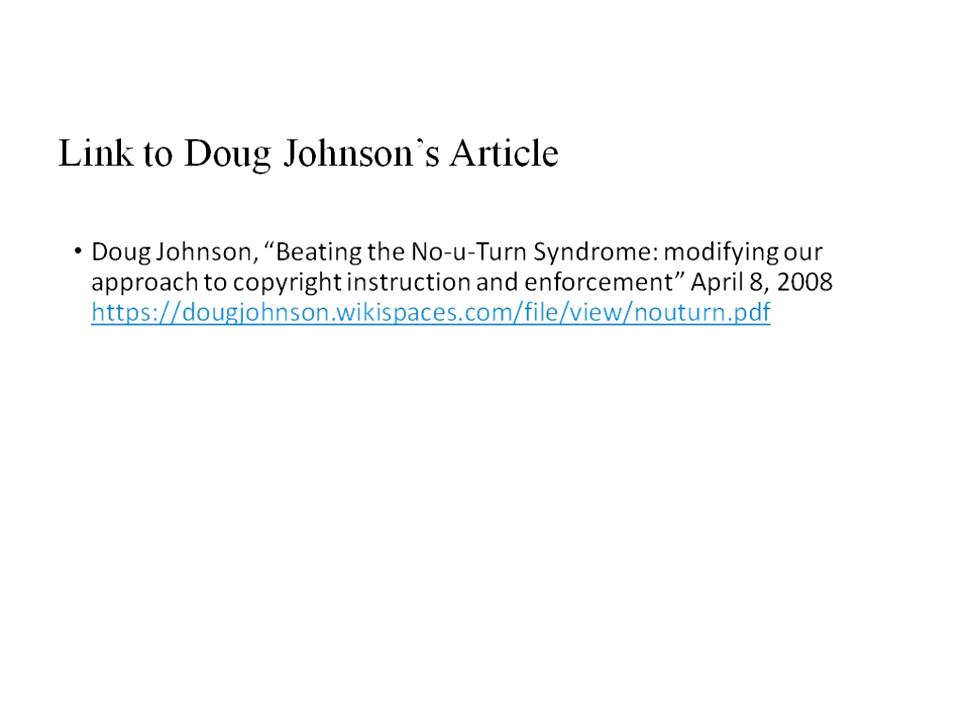 Link to Doug Johnson’s Article
• Doug Johnson, “Beating the No-u-Turn Syndrome: modifying our
approach to copyright instruction and enforcement” April 8, 2008
https://dougjohnson.wikispaces.com/file/view/nouturn.pdf